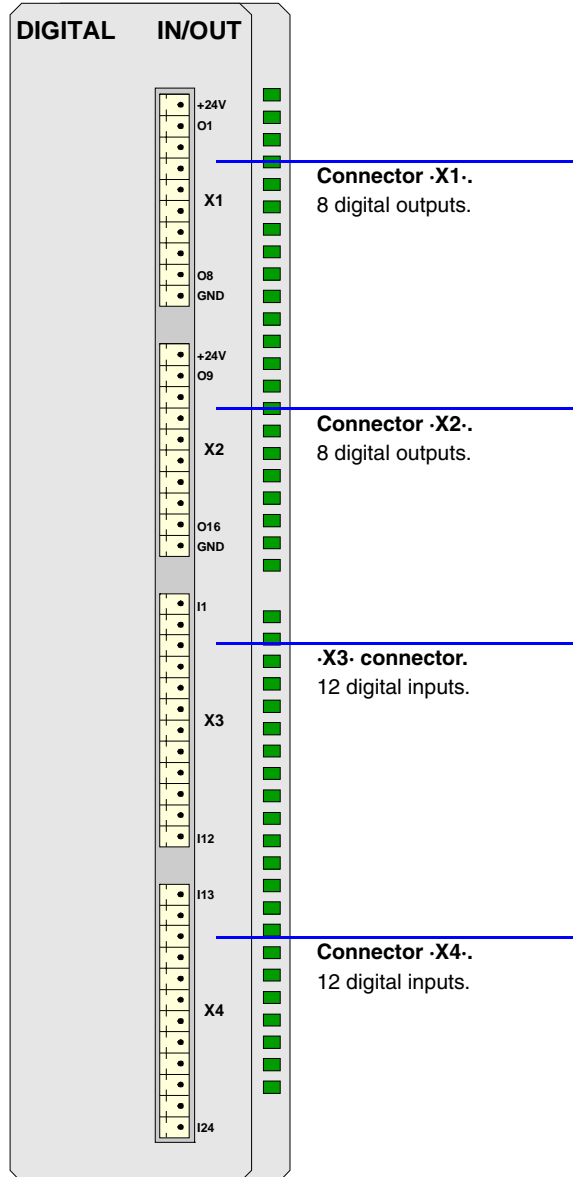 DIGITAL IN/OUT
+24V
O1
X1
O8
GND
Connector ·X1·.
8 digital outputs.
+24V
O9
X2
O16
GND
Connector ·X2·.
8 digital outputs.
I1
X3
I12
·X3· connector.
12 digital inputs.
I13
X4
I24
Connector ·X4·.
12 digital inputs.